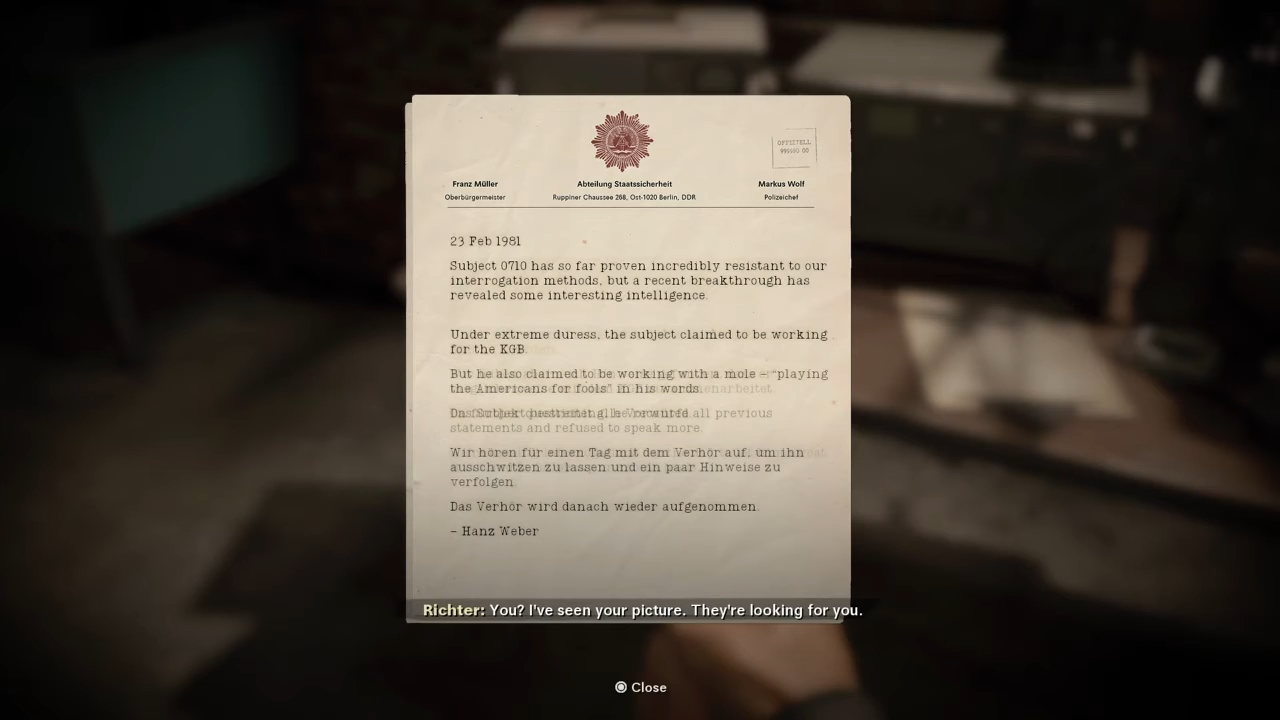 OFFIZIELL
Franz Müller
Abteilung Staatssicherheit
Markus Wolf
Oberbürgermeister
Ruppiner Chaussee 268, Ost-1020 Berlin, DDR
Polizeichef
23 Feb 1981
Subject 0710 has so far proven incredibly resistant to our
interrogation methods, but a recent breakthrough has
revealed some interesting intelligence.
Under extreme duress, the subject claimed to be working
for the KGB.
But he also claimed to be working with a mole – "playing
the Americans for fools" in his words.
all previous
statements and refused to speak more.
Wir hören für einen Tag mit dem Verhör auf, um ihn
ausschwitzen zu lassen und ein paar Hinweise zu
verfolgen.
Das Verhör wird danach wieder aufgenommen.
– Hanz Weber
Richter: You? I've seen your picture. They're looking for you.
Close